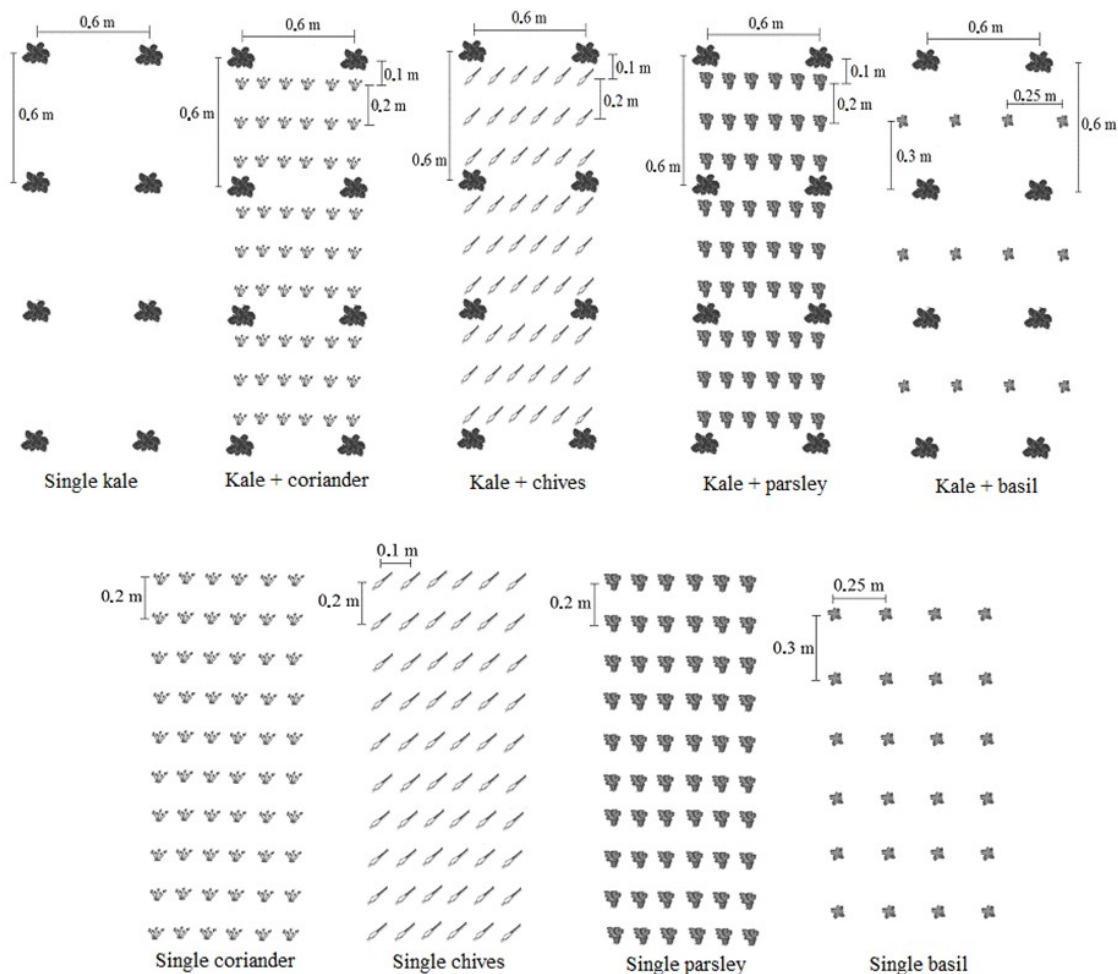 0.6 m
0.6 m
0.6 m
0.6 m
0.6 m
0.6 m
0.1 m
0.2 m
0.6 m
0.1 m
0.2 m
0.6 m
0.1 m
0.2 m
0.6 m
0.25 m
0.3 m
0.6 m
Single kale
Kale + coriander
Kale + chives
Kale + parsley
Kale + basil
0.2 m
0.1 m
0.2 m
0.2 m
0.25 m
0.3 m
Single coriander
Single chives
Single parsley
Single basil